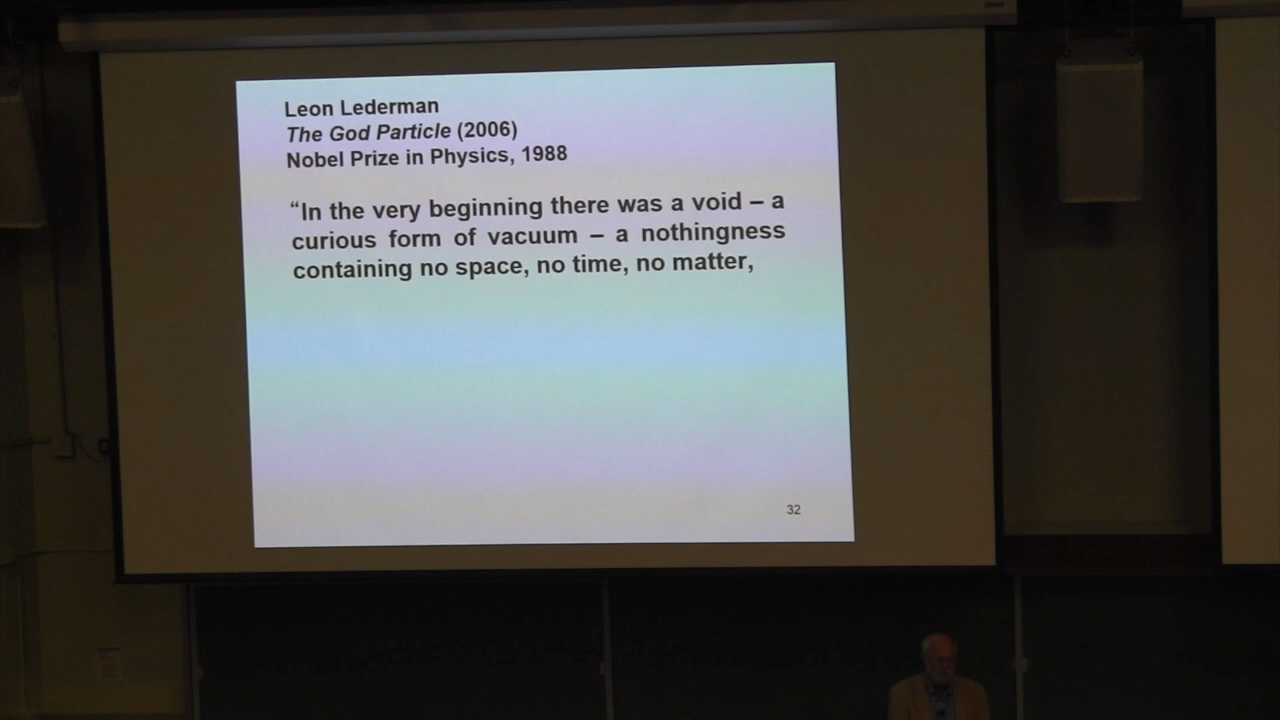 Leon Lederman
The God Particle (2006)
Nobel Prize in Physics, 1988
“In the very beginning there was a void – a
curious form of vacuum – a nothingness
containing no space, no time, no matter,
32